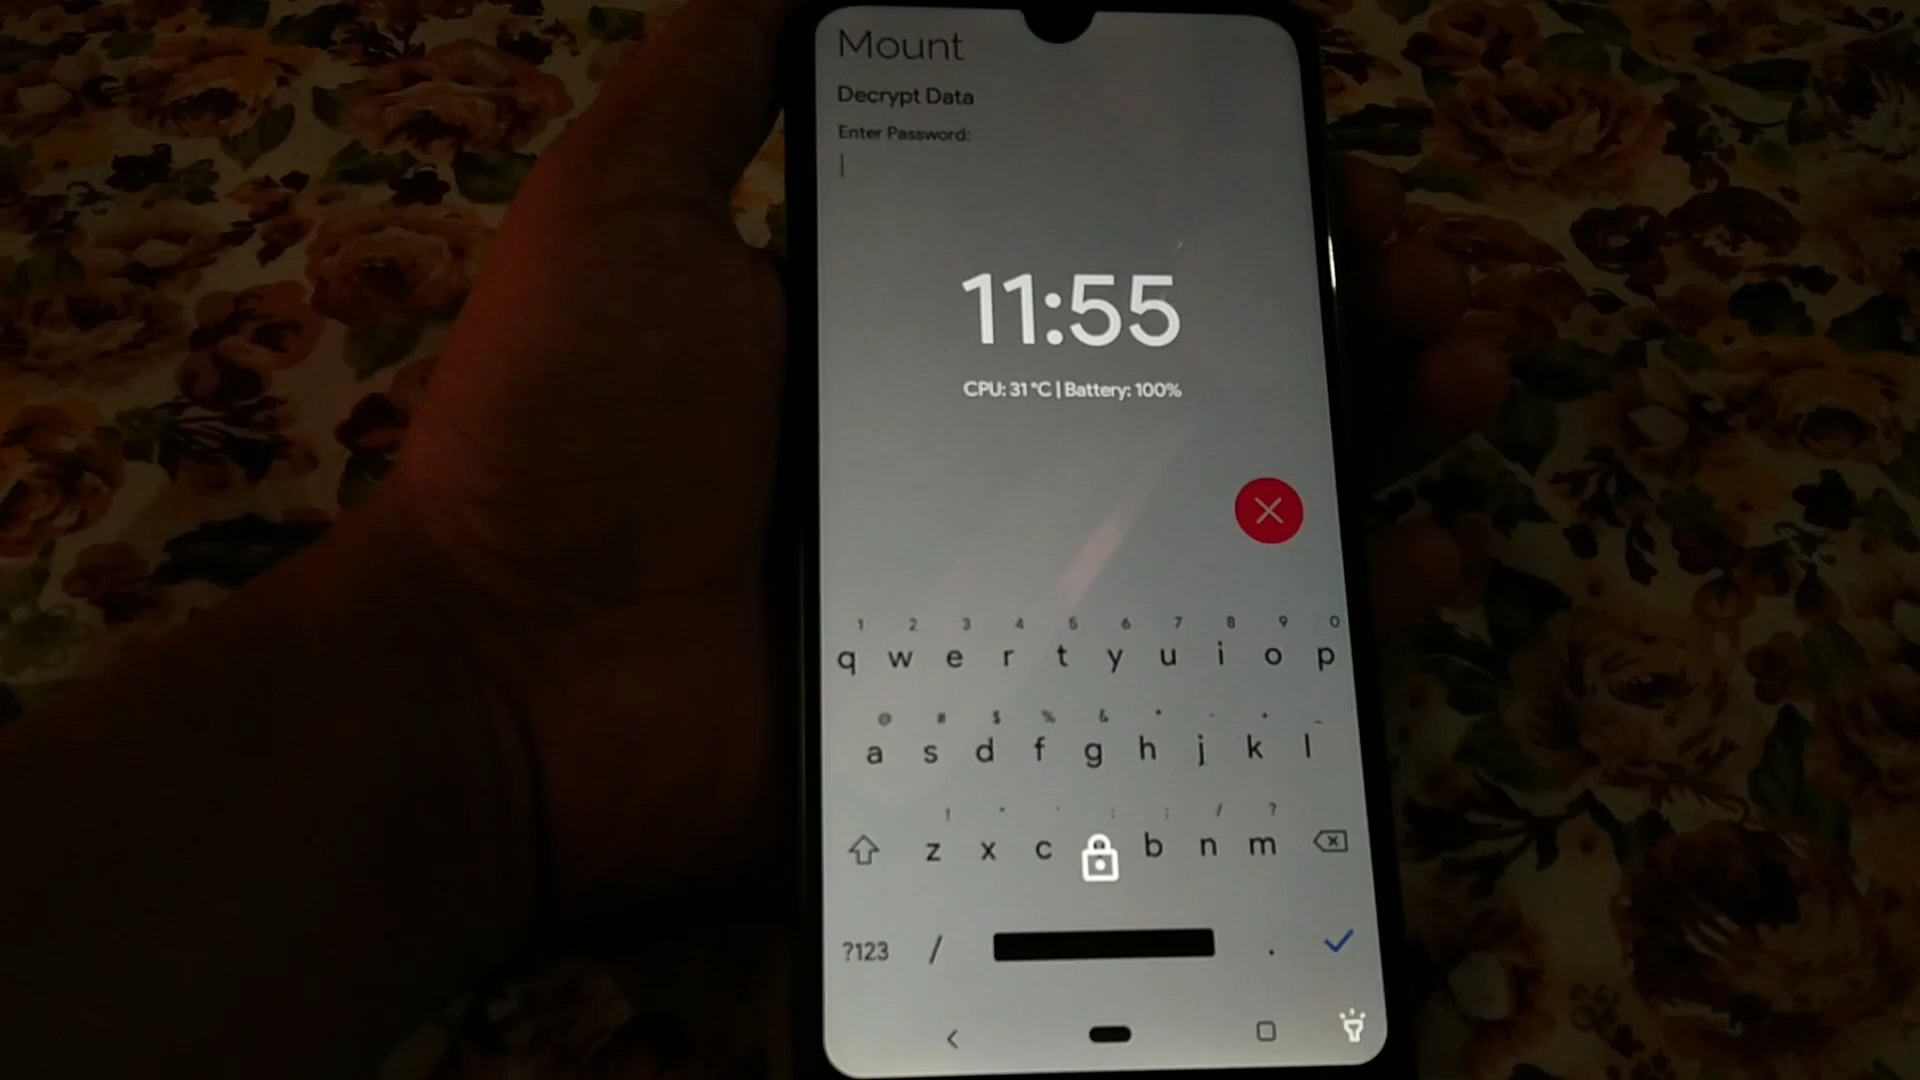 Mount
Decrypt Data
Enter Password:
11:55
CPU: 31 °C | Battery: 100%
1 2 3 4 5 6 7 8 9 0
q w e r t y u i o p
@ # $ % &
a s d f g h j k l
! / ?
z x c b n m
?123 / .